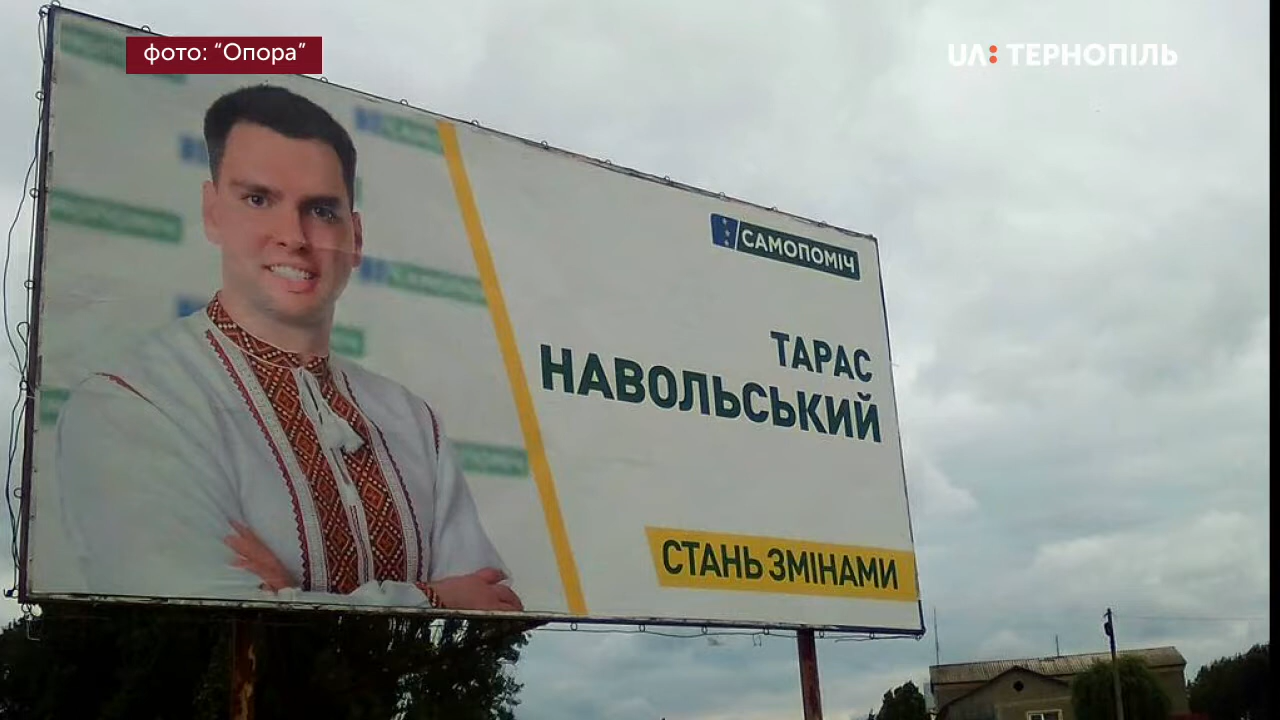 фото: “Опора”
UA: ТЕРНОПІЛЬ
САМОПОМІЧ
ТАРАС
НАВОЛЬСЬКИЙ
СТАНЬ ЗМІНАМИ